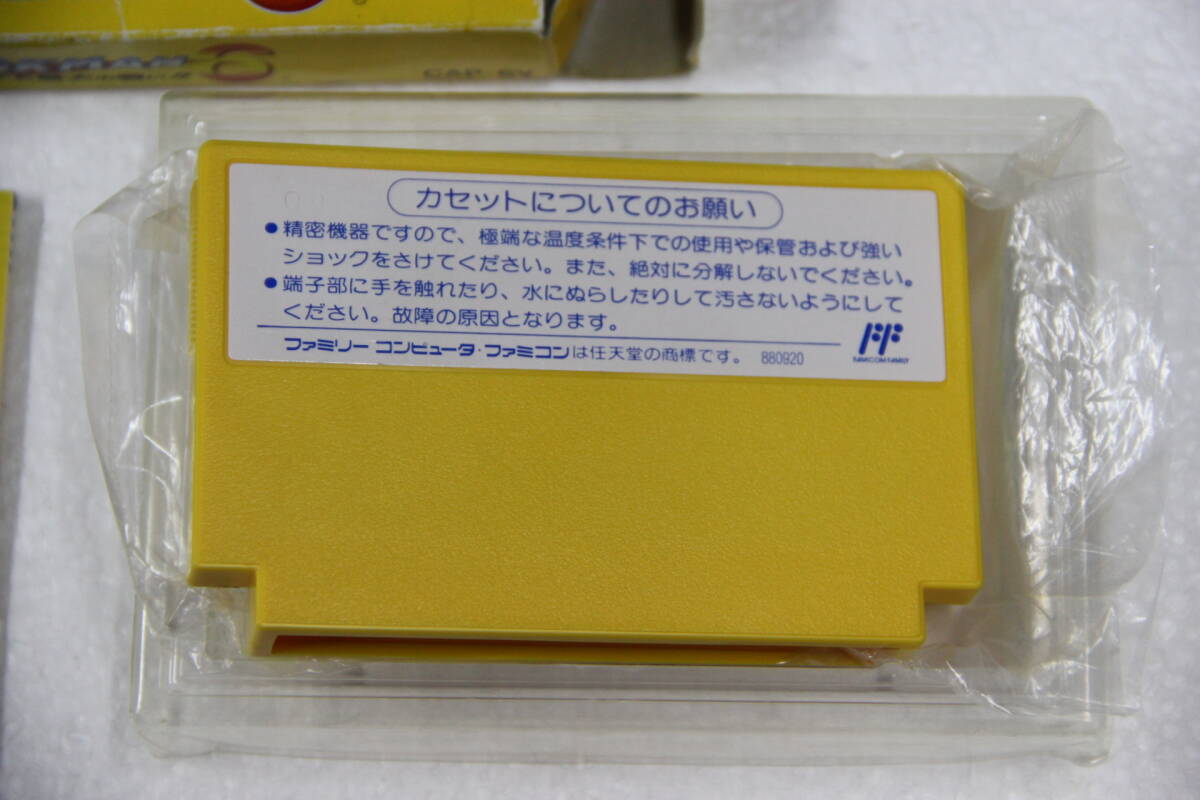 CAP-6V
カセットについてのお願い
●精密機器ですので、極端な温度条件下での使用や保管および強い
ショックをさけてください。また、絶対に分解しないでください。
●端子部に手を触れたり、水にぬらしたりして汚さないようにして
ください。故障の原因となります。
ファミリー コンピュータ・ファミコンは任天堂の商標です。 880920
FAMICOM FAMILY